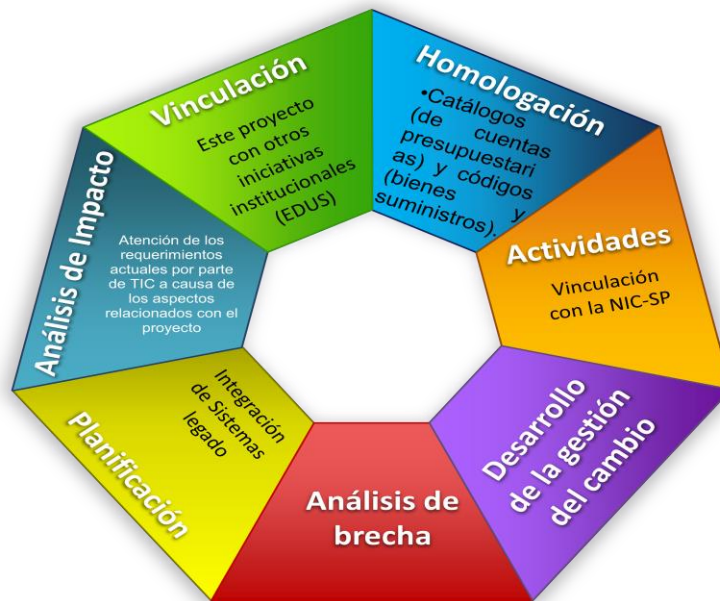 Vinculación
Este proyecto
con otros
iniciativas
institucionales
(EDUS)
Homologación
•Catálogos
(de cuentas
presupuestari
as) y códigos
(bienes y
suministros).
Actividades
Vinculación
con la NIC-SP
Desarrollo
de la gestión
del cambio
Análisis de
brecha
Planificación
Integración
de Sistemas
legado
Análisis de Impacto
Atención de los
requerimientos
actuales por parte
de TIC a causa de
los aspectos
relacionados con el
proyecto